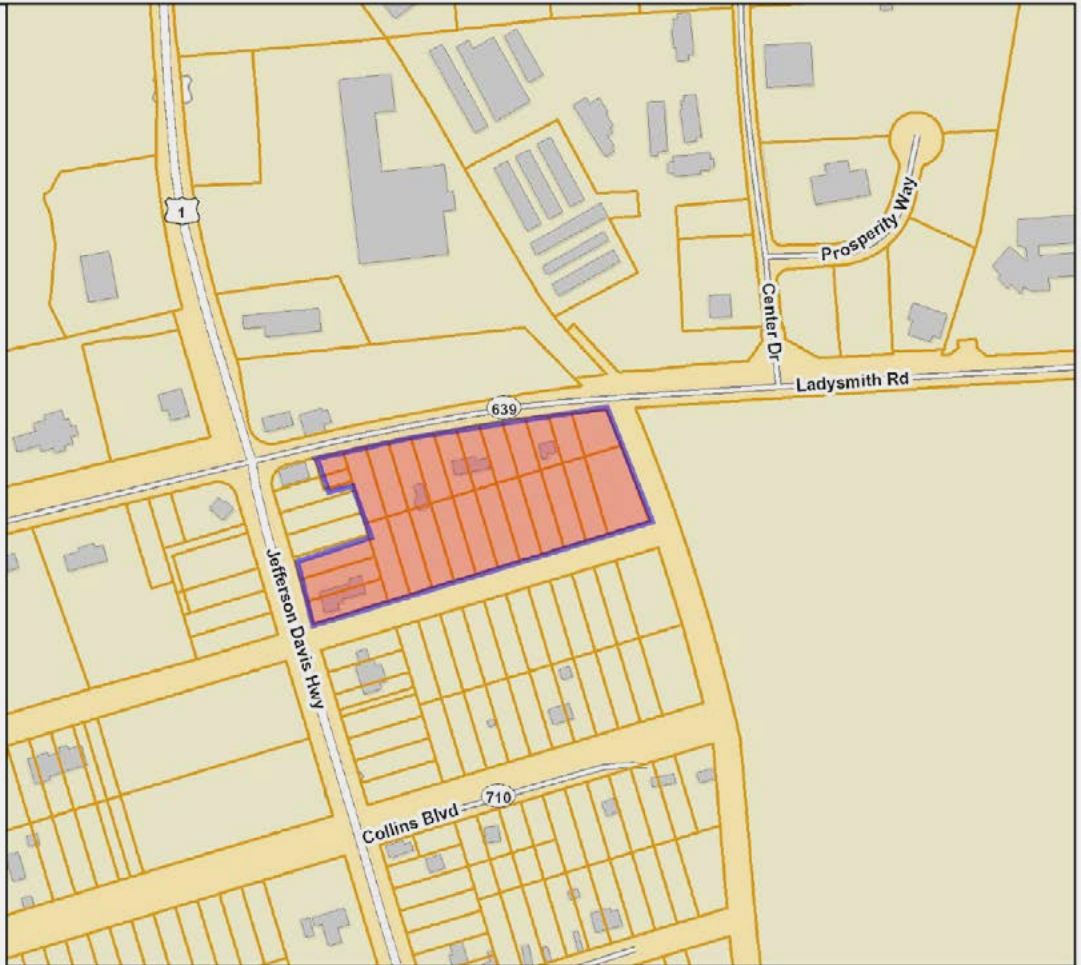 1
Prosperity Way
Center Dr
Ladysmith Rd
639
Jefferson Davis Hwy
710
Collins Blvd